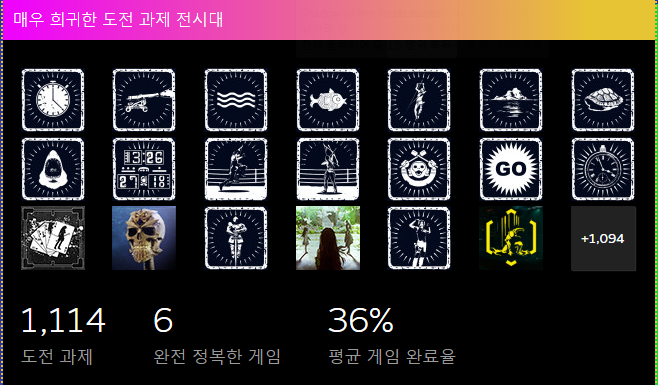 매우 희귀한 도전 과제 전시대
GO
+1,094
1,114
도전 과제
6
완전 정복한 게임
36%
평균 게임 완료율